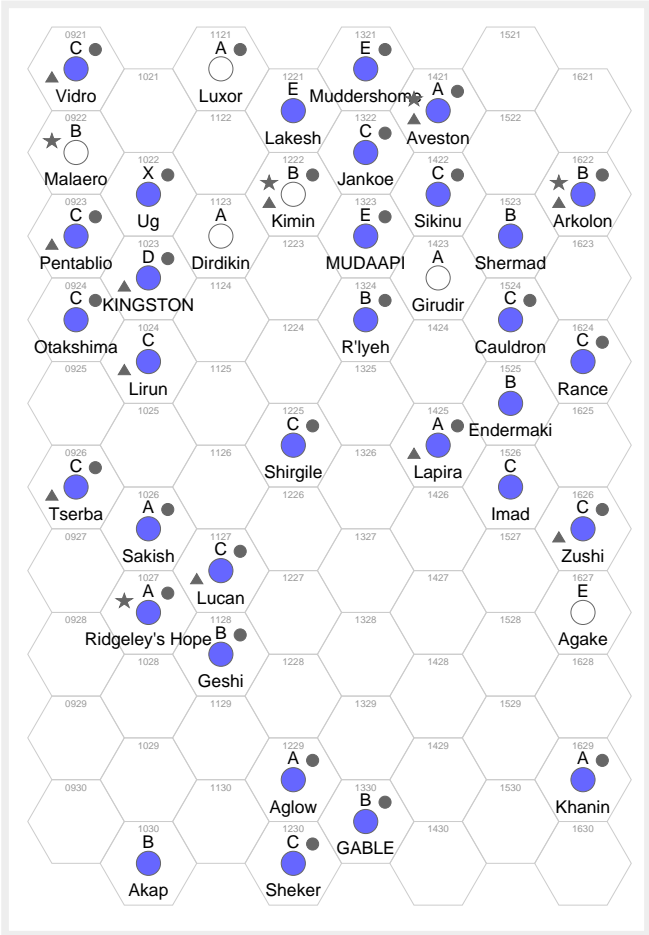 0921 1121 1321 1521
C A E
1021 1221 1421 1621
E A
Vidro Luxor Muddershome
0922 1122 1322 1522
B C
Lakesh Aveston
1022 1222 1422 1622
X B C B
Malaero Jankoe
0923 1123 1323 1523
C A E B
Ug Kimin Sikinu Arkolon
1023 1223 1423 1623
D A
Pentablio Dirdikin MUDAAPI Shermad
0924 1124 1324 1524
C B C
KINGSTON Girudir
1024 1224 1424 1624
C C
Otakshima R'lyeh Cauldron
0925 1125 1325 1525
B
Lirun Rance
1025 1225 1425 1625
C A
Endermaki
0926 1126 1326 1526
C C
Shirgile Lapira
1026 1226 1426 1626
A C
Tserba Imad
0927 1127 1327 1527
C
Sakish Zushi
1027 1227 1427 1627
A E
Lucan
0928 1128 1328 1528
B
Ridgeley's Hope Agake
1028 1228 1428 1628
Geshi
0929 1129 1329 1529
1029 1229 1429 1629
A A
0930 1130 1330 1530
B
Aglow Khanin
1030 1230 1430 1630
B C
GABLE
Akap Sheker